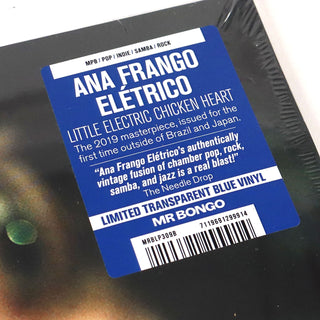 MPB / POP / INDIE / SAMBA / ROCK
ANA FRANGO
ELÉTRICO
LITTLE ELECTRIC CHICKEN HEART
The 2019 masterpiece, issued for the
first time outside of Brazil and Japan.
"Ana Frango Elétrico's authentically
vintage fusion of chamber pop, rock,
samba, and jazz is a real blast!"
The Needle Drop
LIMITED TRANSPARENT BLUE VINYL
MR BONGO
MRBLP309B
7119691299914